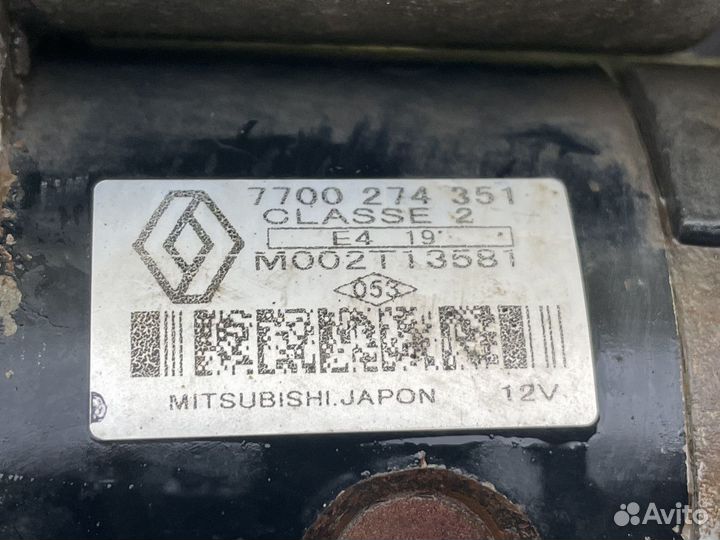 7700 274 351
CLASSE 2
E4 19
M002T13581
053
MITSUBISHI.JAPON 12V
Avito